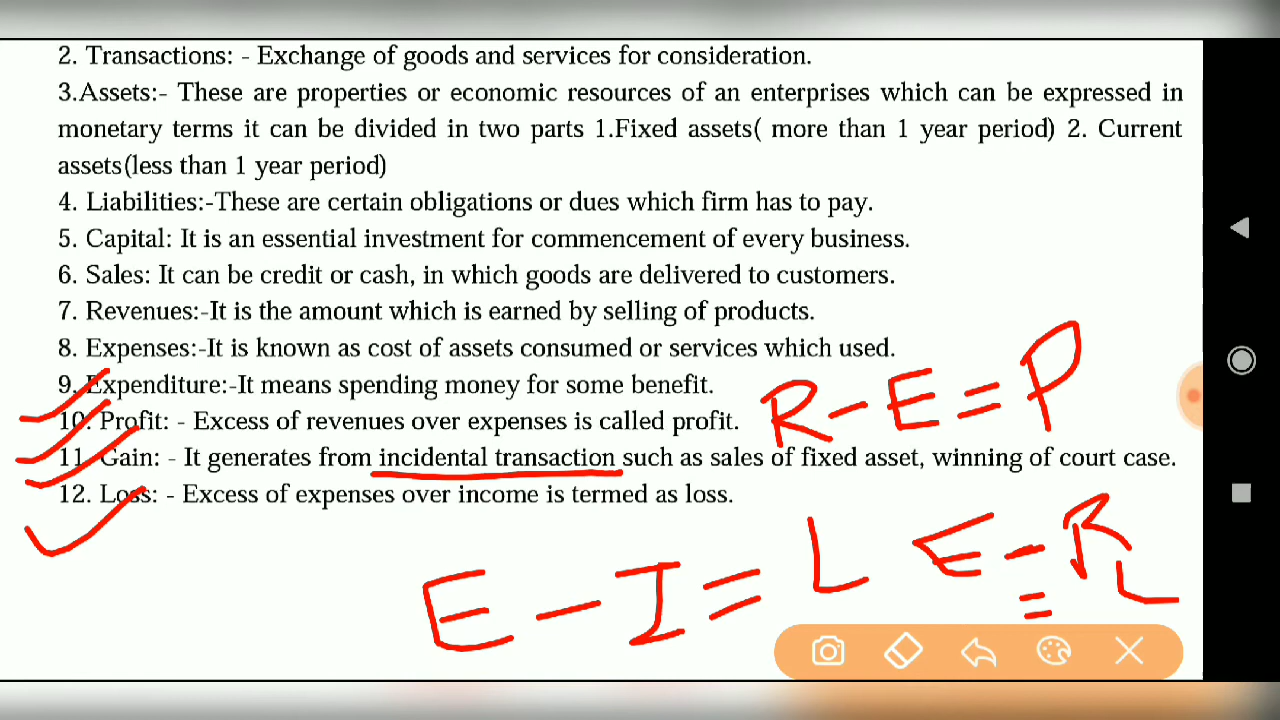 2. Transactions: - Exchange of goods and services for consideration.
3.Assets:- These are properties or economic resources of an enterprises which can be expressed in
monetary terms it can be divided in two parts 1.Fixed assets( more than 1 year period) 2. Current
assets(less than 1 year period)
4. Liabilities:-These are certain obligations or dues which firm has to pay.
5. Capital: It is an essential investment for commencement of every business.
6. Sales: It can be credit or cash, in which goods are delivered to customers.
7. Revenues:-It is the amount which is earned by selling of products.
8. Expenses:-It is known as cost of assets consumed or services which used.
9. Expenditure:-It means spending money for some benefit.
10. Profit: - Excess of revenues over expenses is called profit.
R - E = P
11. Gain: - It generates from incidental transaction such as sales of fixed asset, winning of court case.
12. Loss: - Excess of expenses over income is termed as loss.
E - I = L
E - R
= L